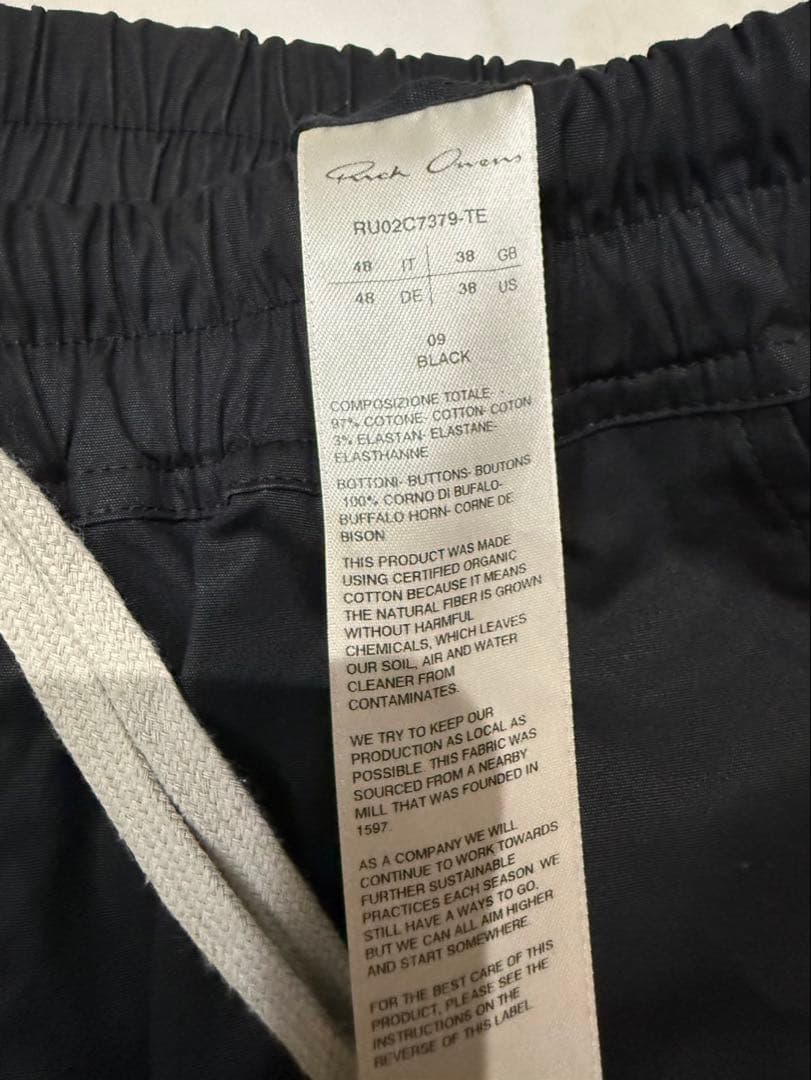 Rick Owens
RU02C7379-TE
48 IT 38 GB
48 DE 38 US
09
BLACK
COMPOSIZIONE TOTALE-
97% COTONE- COTTON- COTON
3% ELASTAN- ELASTANE-
ELASTHANNE
BOTTONI- BUTTONS- BOUTONS
100% CORNO DI BUFALO-
BUFFALO HORN- CORNE DE
BISON
THIS PRODUCT WAS MADE
USING CERTIFIED ORGANIC
COTTON BECAUSE IT MEANS
THE NATURAL FIBER IS GROWN
WITHOUT HARMFUL
CHEMICALS, WHICH LEAVES
OUR SOIL, AIR AND WATER
CLEANER FROM
CONTAMINATES.
WE TRY TO KEEP OUR
PRODUCTION AS LOCAL AS
POSSIBLE. THIS FABRIC WAS
SOURCED FROM A NEARBY
MILL THAT WAS FOUNDED IN
1597.
AS A COMPANY WE WILL
CONTINUE TO WORK TOWARDS
FURTHER SUSTAINABLE
PRACTICES EACH SEASON. WE
STILL HAVE A WAYS TO GO,
BUT WE CAN ALL AIM HIGHER
AND START SOMEWHERE.
FOR THE BEST CARE OF THIS
PRODUCT, PLEASE SEE THE
INSTRUCTIONS ON THE
REVERSE OF THIS LABEL.